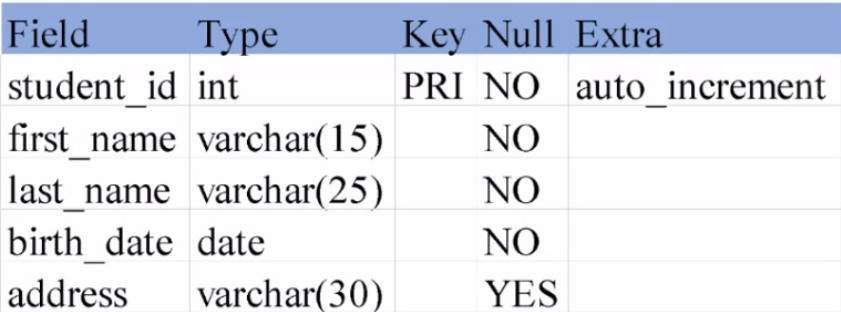 Field Type Key Null Extra
student_id int PRI NO auto_increment
first_name varchar(15) NO
last_name varchar(25) NO
birth_date date NO
address varchar(30) YES